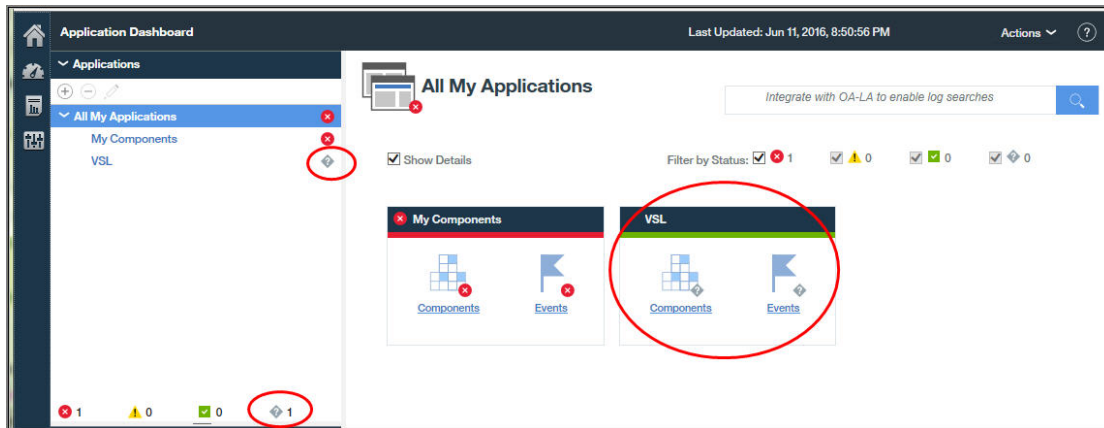 Application Dashboard
Last Updated: Jun 11, 2016, 8:50:56 PM
Actions
?
Applications
All My Applications
My Components
VSL
?
All My Applications
Integrate with OA-LA to enable log searches
Show Details
Filter by Status: 1 0 0 ? 0
My Components
Components
Events
VSL
? ?
Components
Events
1 0 0 ? 1